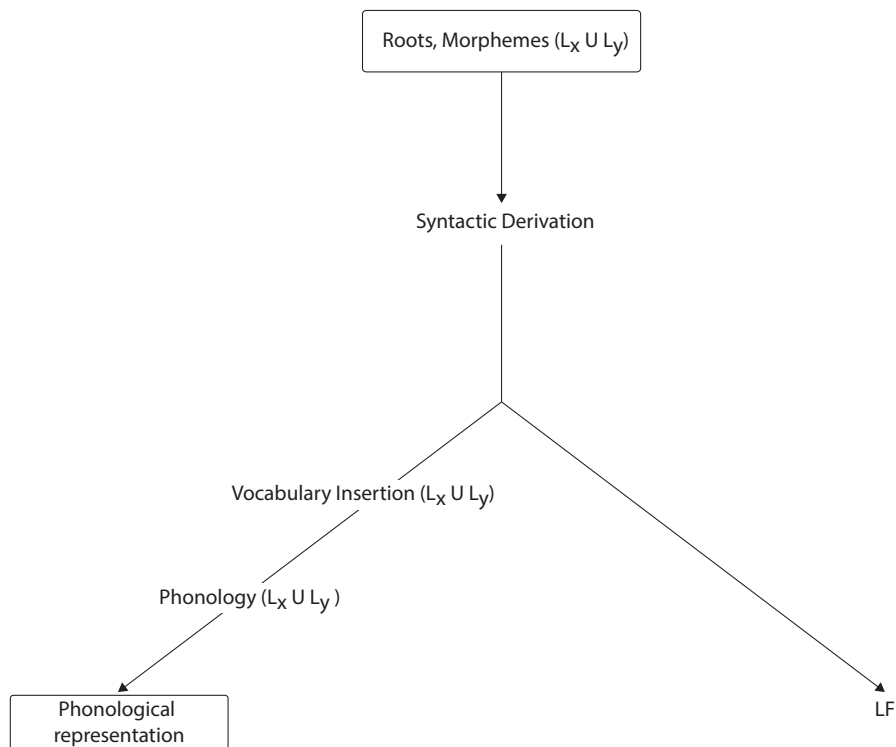 Roots, Morphemes (Lx U Ly)
Syntactic Derivation
Vocabulary Insertion (Lx U Ly)
Phonology (Lx U Ly )
Phonological
representation
LF